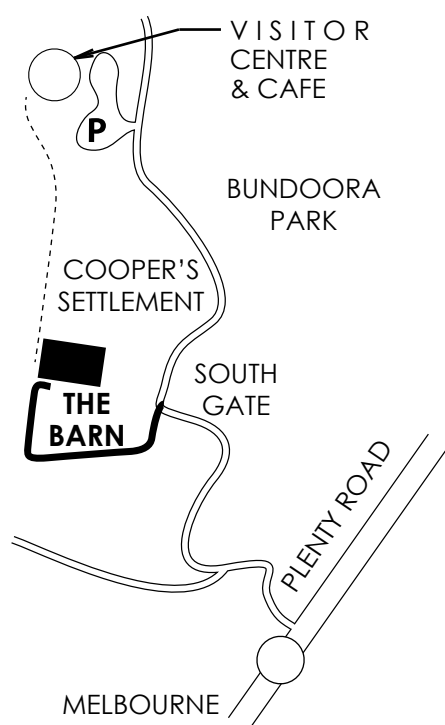 VISITOR
CENTRE
& CAFE
P
BUNDOORA
PARK
COOPER'S
SETTLEMENT
SOUTH
GATE
THE
BARN
PLENTY ROAD
MELBOURNE